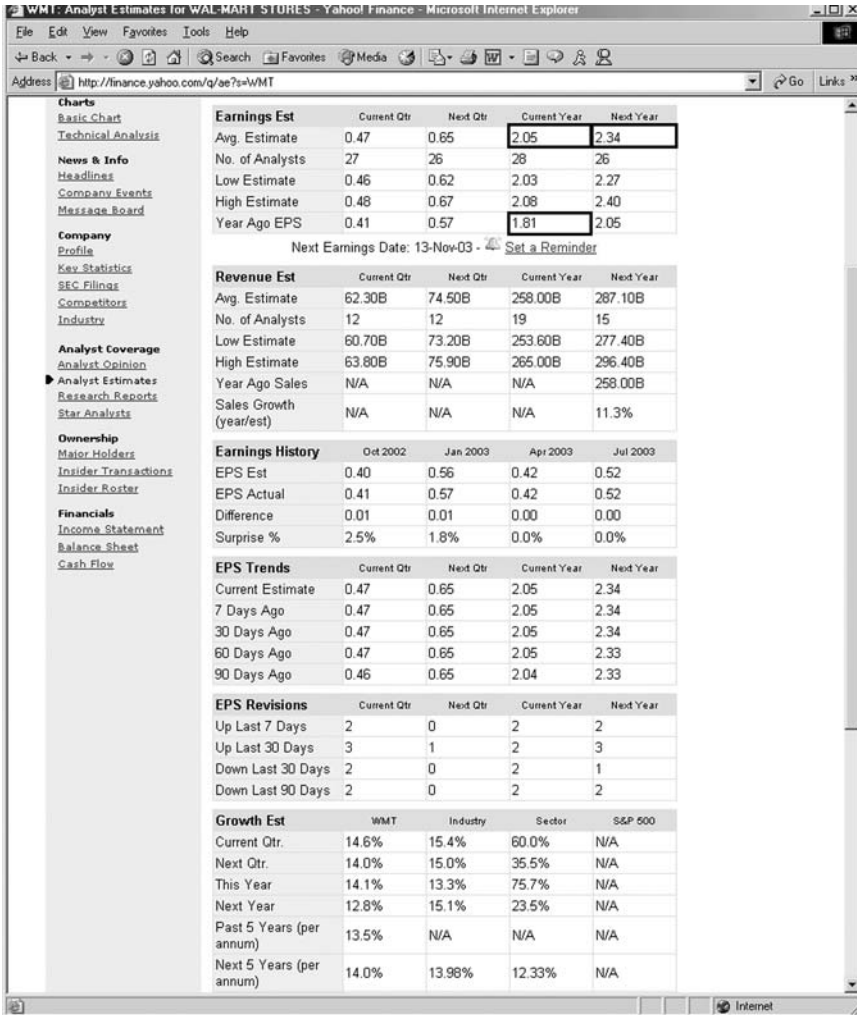 WMT: Analyst Estimates for WAL-MART STORES - Yahoo! Finance - Microsoft Internet Explorer
File Edit View Favorites Tools Help
Back Search Favorites Media
Address http://finance.yahoo.com/q/ae?s=WMT Go Links »
Charts
Basic Chart
Technical Analysis
News & Info
Headlines
Company Events
Message Board
Company
Profile
Key Statistics
SEC Filings
Competitors
Industry
Analyst Coverage
Analyst Opinion
Analyst Estimates
Research Reports
Star Analysts
Ownership
Major Holders
Insider Transactions
Insider Roster
Financials
Income Statement
Balance Sheet
Cash Flow
Earnings Est Current Qtr Next Qtr Current Year Next Year
Avg. Estimate 0.47 0.65 2.05 2.34
No. of Analysts 27 26 28 26
Low Estimate 0.46 0.62 2.03 2.27
High Estimate 0.48 0.67 2.08 2.40
Year Ago EPS 0.41 0.57 1.81 2.05
Next Earnings Date: 13-Nov-03 - Set a Reminder
Revenue Est Current Qtr Next Qtr Current Year Next Year
Avg. Estimate 62.30B 74.50B 258.00B 287.10B
No. of Analysts 12 12 19 15
Low Estimate 60.70B 73.20B 253.60B 277.40B
High Estimate 63.80B 75.90B 265.00B 296.40B
Year Ago Sales N/A N/A N/A 258.00B
Sales Growth
(year/est) N/A N/A N/A 11.3%
Earnings History Oct 2002 Jan 2003 Apr 2003 Jul 2003
EPS Est 0.40 0.56 0.42 0.52
EPS Actual 0.41 0.57 0.42 0.52
Difference 0.01 0.01 0.00 0.00
Surprise % 2.5% 1.8% 0.0% 0.0%
EPS Trends Current Qtr Next Qtr Current Year Next Year
Current Estimate 0.47 0.65 2.05 2.34
7 Days Ago 0.47 0.65 2.05 2.34
30 Days Ago 0.47 0.65 2.05 2.34
60 Days Ago 0.47 0.65 2.05 2.33
90 Days Ago 0.46 0.65 2.04 2.33
EPS Revisions Current Qtr Next Qtr Current Year Next Year
Up Last 7 Days 2 0 2 2
Up Last 30 Days 3 1 2 3
Down Last 30 Days 2 0 2 1
Down Last 90 Days 2 0 2 2
Growth Est WMT Industry Sector S&P 500
Current Qtr. 14.6% 15.4% 60.0% N/A
Next Qtr. 14.0% 15.0% 35.5% N/A
This Year 14.1% 13.3% 75.7% N/A
Next Year 12.8% 15.1% 23.5% N/A
Past 5 Years (per
annum) 13.5% N/A N/A N/A
Next 5 Years (per
annum) 14.0% 13.98% 12.33% N/A
Internet